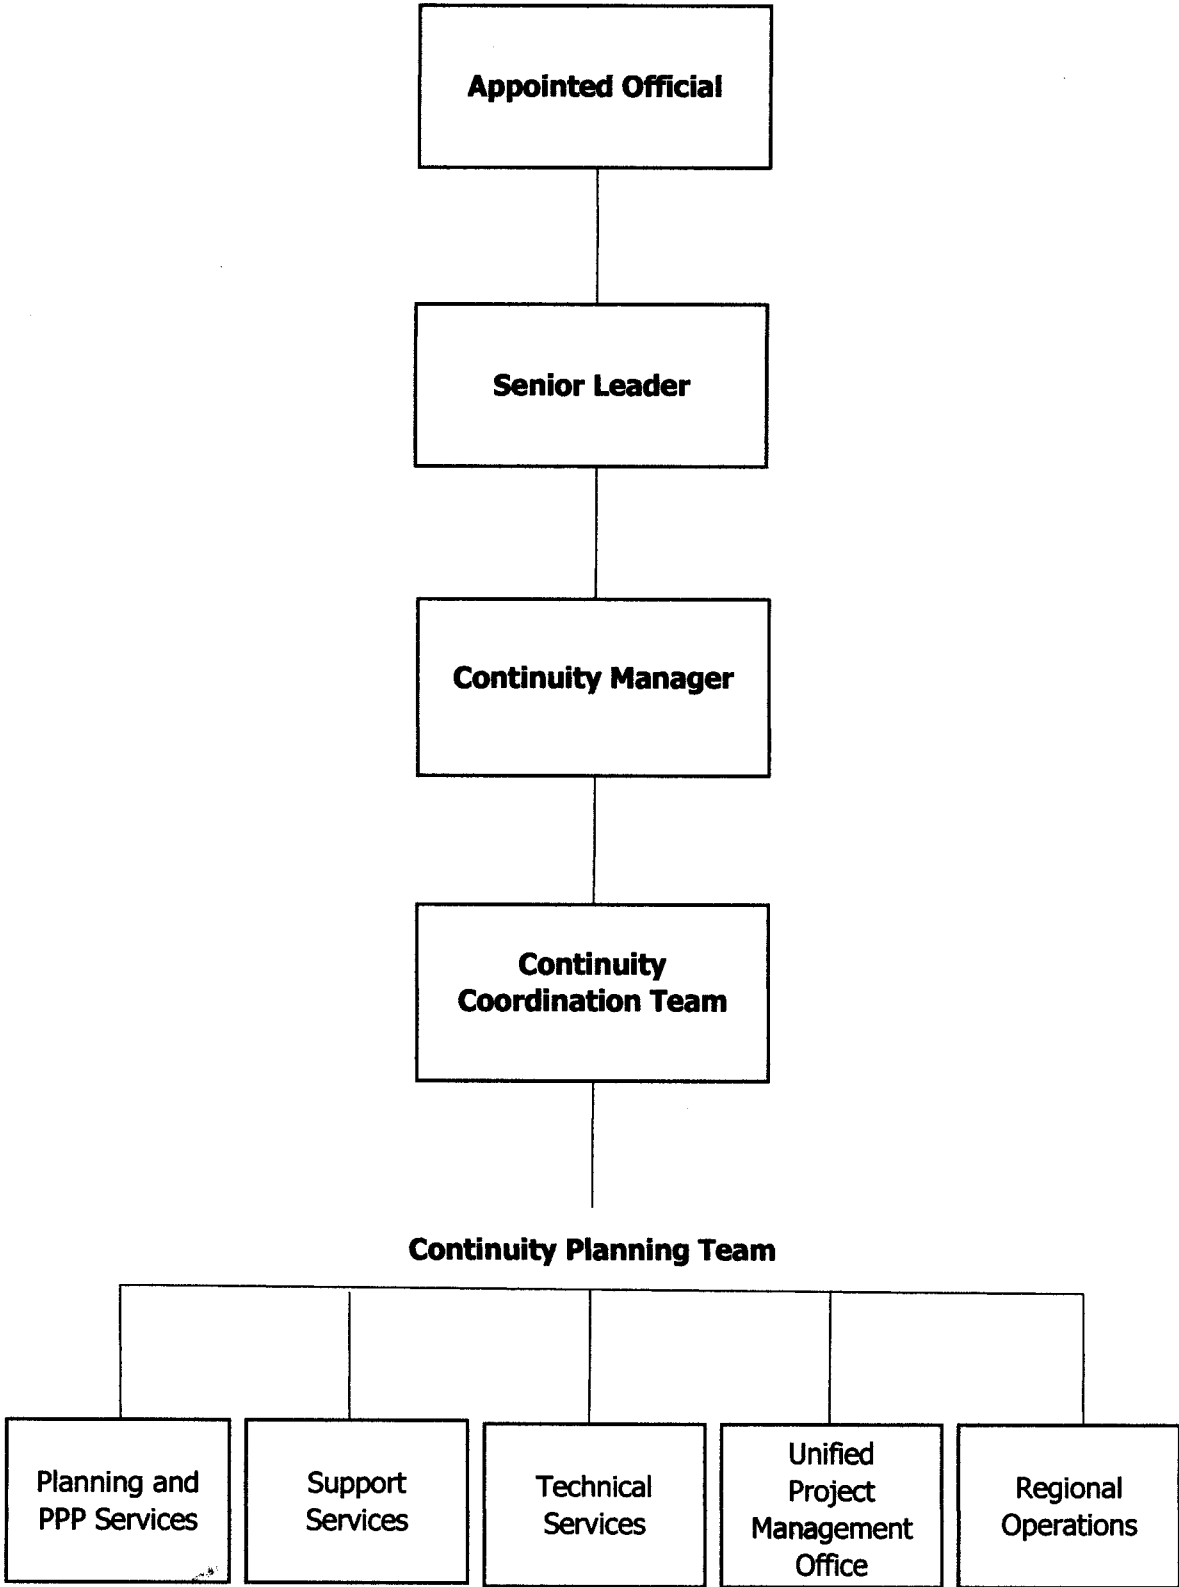 Appointed Official
Senior Leader
Continuity Manager
Continuity
Coordination Team
Continuity Planning Team
Planning and
PPP Services
Support
Services
Technical
Services
Unified
Project
Management
Office
Regional
Operations